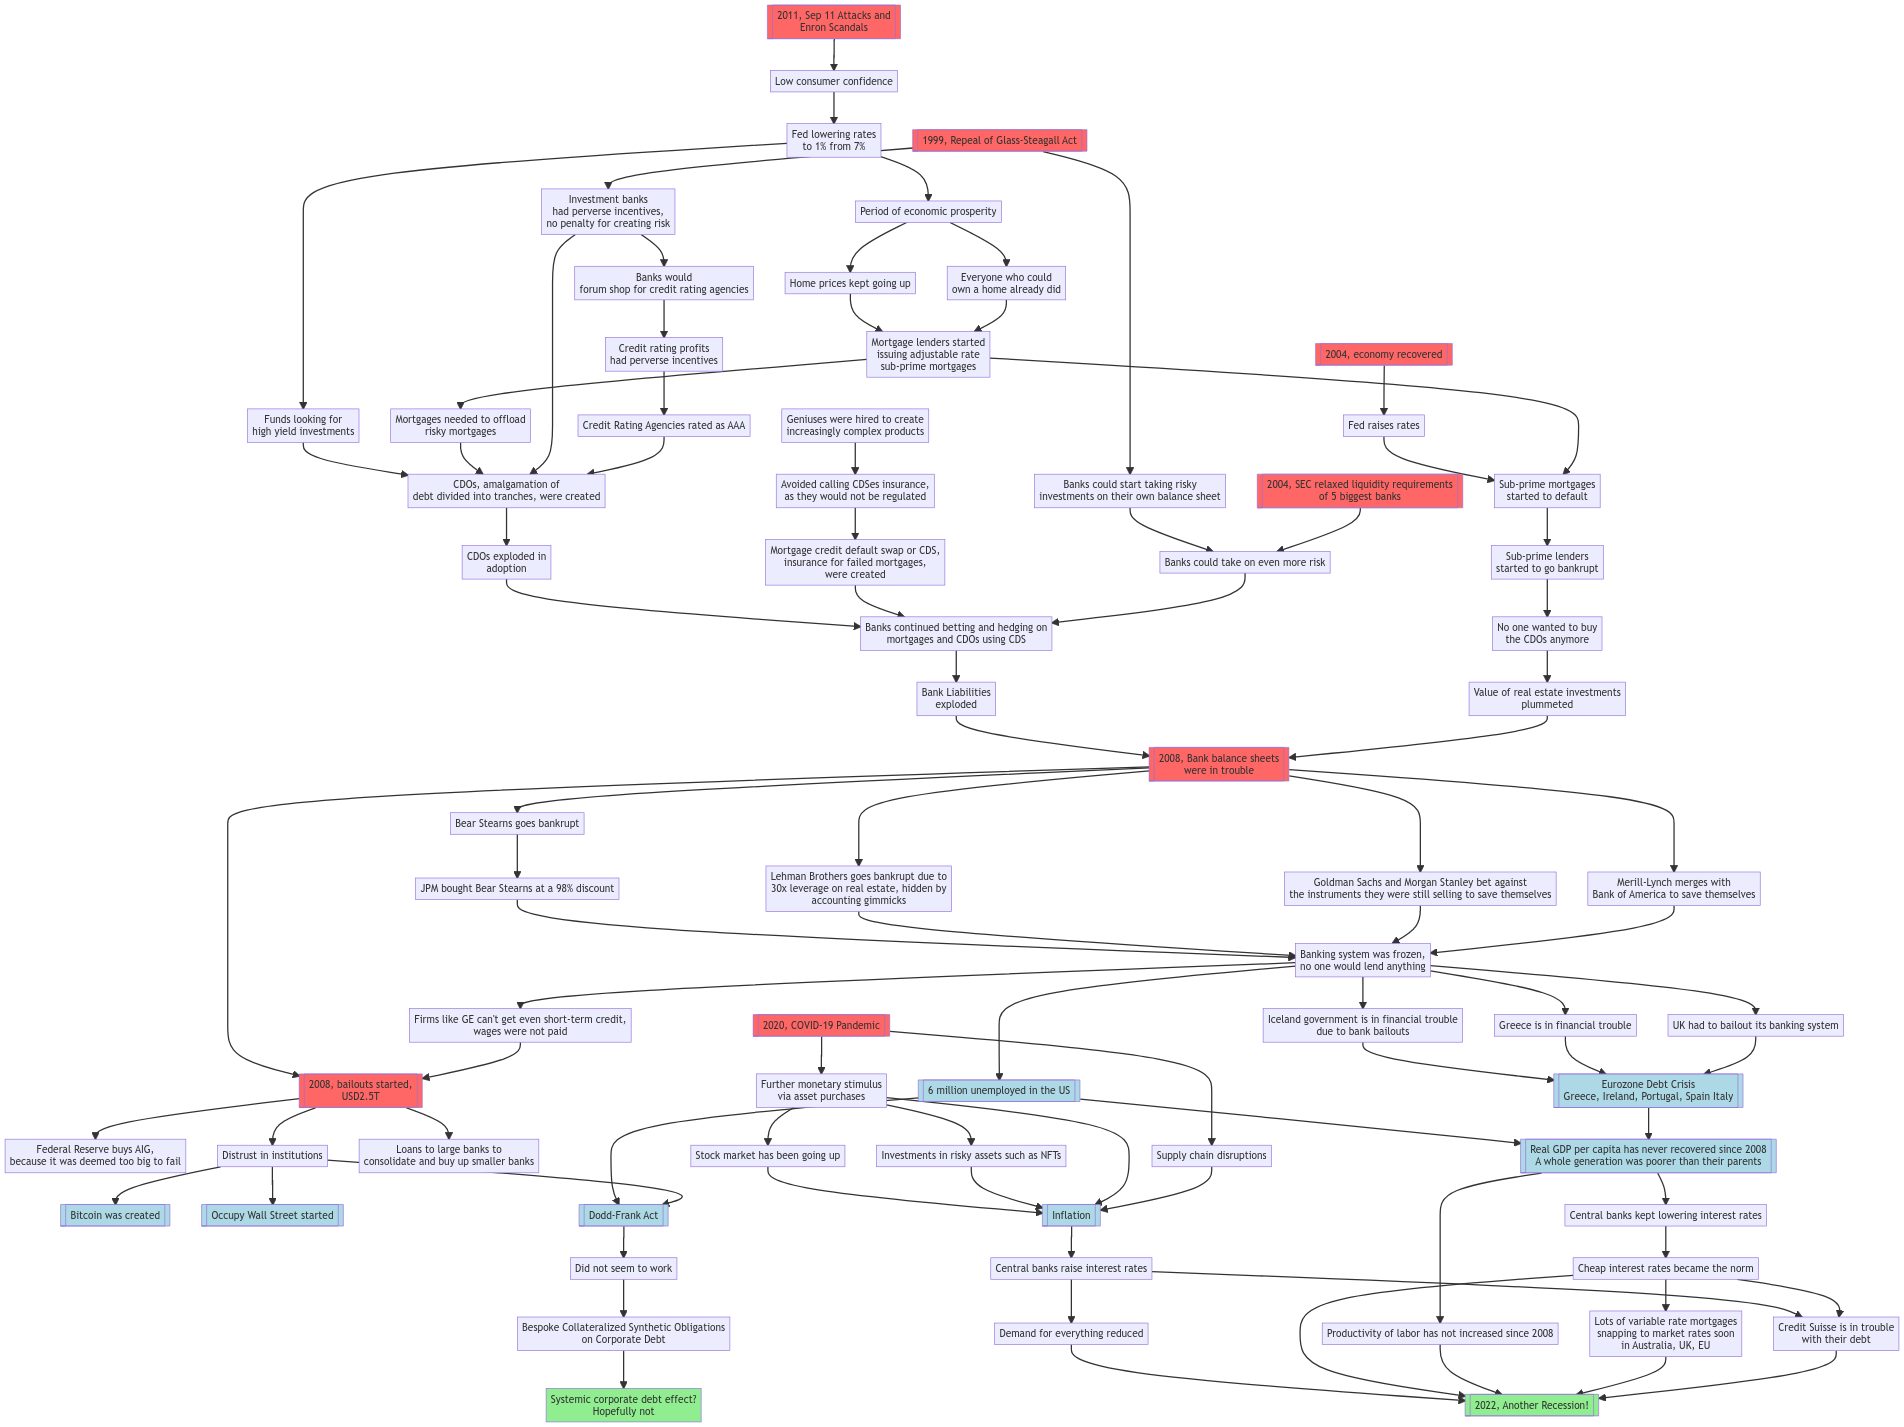 2011, Sep 11 Attacks and
Enron Scandals
Low consumer confidence
Fed lowering rates
to 1% from 7%
1999, Repeal of Glass-Steagall Act
Investment banks
had perverse incentives,
no penalty for creating risk
Period of economic prosperity
Banks would
forum shop for credit rating agencies
Home prices kept going up
Everyone who could
own a home already did
Credit rating profits
had perverse incentives
Mortgage lenders started
issuing adjustable rate
sub-prime mortgages
2004, economy recovered
Funds looking for
high yield investments
Mortgages needed to offload
risky mortgages
Credit Rating Agencies rated as AAA
Geniuses were hired to create
increasingly complex products
Fed raises rates
CDOs, amalgamation of
debt divided into tranches, were created
Avoided calling CDSes insurance,
as they would not be regulated
Banks could start taking risky
investments on their own balance sheet
2004, SEC relaxed liquidity requirements
of 5 biggest banks
Sub-prime mortgages
started to default
CDOs exploded in
adoption
Mortgage credit default swap or CDS,
insurance for failed mortgages,
were created
Banks could take on even more risk
Sub-prime lenders
started to go bankrupt
Banks continued betting and hedging on
mortgages and CDOs using CDS
No one wanted to buy
the CDOs anymore
Bank Liabilities
exploded
Value of real estate investments
plummeted
2008, Bank balance sheets
were in trouble
Bear Stearns goes bankrupt
JPM bought Bear Stearns at a 98% discount
Lehman Brothers goes bankrupt due to
30x leverage on real estate, hidden by
accounting gimmicks
Goldman Sachs and Morgan Stanley bet against
the instruments they were still selling to save themselves
Merill-Lynch merges with
Bank of America to save themselves
Banking system was frozen,
no one would lend anything
Firms like GE can't get even short-term credit,
wages were not paid
2020, COVID-19 Pandemic
Iceland government is in financial trouble
due to bank bailouts
Greece is in financial trouble
UK had to bailout its banking system
2008, bailouts started,
USD2.5T
Further monetary stimulus
via asset purchases
6 million unemployed in the US
Eurozone Debt Crisis
Greece, Ireland, Portugal, Spain Italy
Federal Reserve buys AIG,
because it was deemed too big to fail
Distrust in institutions
Loans to large banks to
consolidate and buy up smaller banks
Stock market has been going up
Investments in risky assets such as NFTs
Supply chain disruptions
Real GDP per capita has never recovered since 2008
A whole generation was poorer than their parents
Bitcoin was created
Occupy Wall Street started
Dodd-Frank Act
Inflation
Central banks kept lowering interest rates
Did not seem to work
Central banks raise interest rates
Cheap interest rates became the norm
Bespoke Collateralized Synthetic Obligations
on Corporate Debt
Demand for everything reduced
Productivity of labor has not increased since 2008
Lots of variable rate mortgages
snapping to market rates soon
in Australia, UK, EU
Credit Suisse is in trouble
with their debt
Systemic corporate debt effect?
Hopefully not
2022, Another Recession!